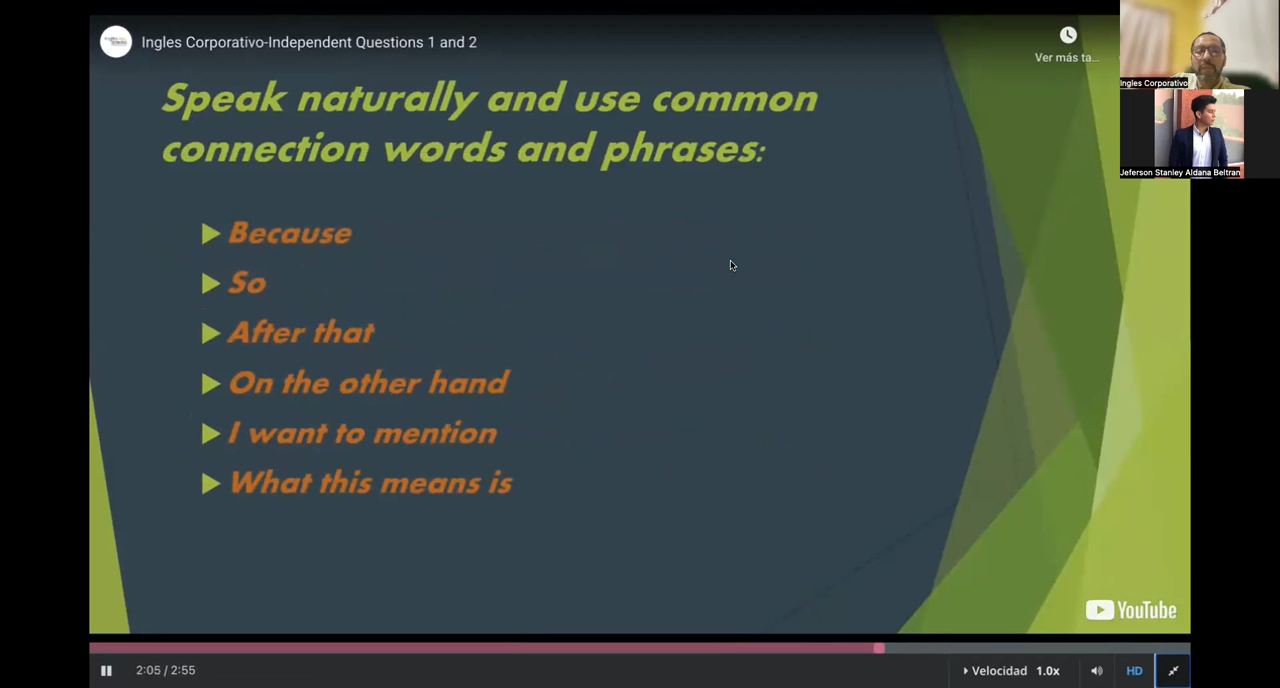 Ingles Corporativo-Independent Questions 1 and 2
Ver más ta...
Speak naturally and use common
connection words and phrases:
Because
So
After that
On the other hand
I want to mention
What this means is
YouTube
2:05 / 2:55
Velocidad 1.0x
HD
Ingles Corporativo
Jeferson Stanley Aldana Beltran